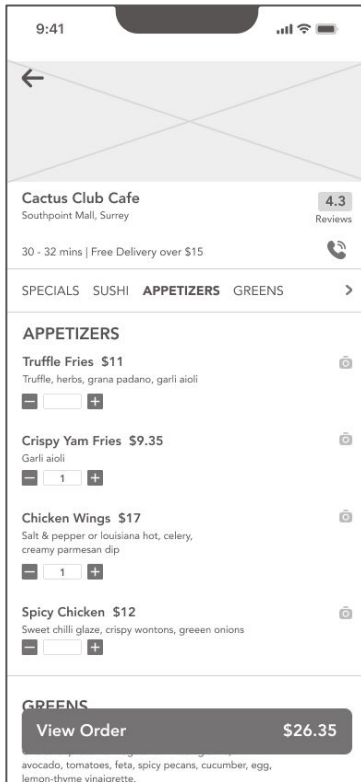 9:41
Cactus Club Cafe
4.3
Southpoint Mall, Surrey
Reviews
30 - 32 mins | Free Delivery over $15
SPECIALS SUSHI APPETIZERS GREENS >
APPETIZERS
Truffle Fries $11
Truffle, herbs, grana padano, garli aioli
Crispy Yam Fries $9.35
Garli aioli
1
Chicken Wings $17
Salt & pepper or louisiana hot, celery,
creamy parmesan dip
1
Spicy Chicken $12
Sweet chilli glaze, crispy wontons, greeen onions
GREENS
View Order $26.35
avocado, tomatoes, feta, spicy pecans, cucumber, egg,
lemon-thyme vinaigrette.